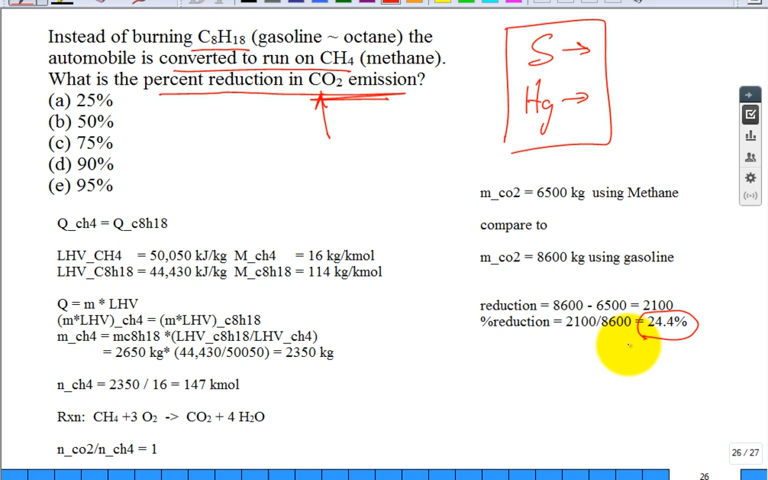 Instead of burning C₈H₁₈ (gasoline ~ octane) the
automobile is converted to run on CH₄ (methane).
What is the percent reduction in CO₂ emission?
(a) 25%
(b) 50%
(c) 75%
(d) 90%
(e) 95%
S →
Hg →
Q_ch4 = Q_c8h18
LHV_CH4 = 50,050 kJ/kg M_ch4 = 16 kg/kmol
LHV_C8h18 = 44,430 kJ/kg M_c8h18 = 114 kg/kmol
Q = m * LHV
(m*LHV)_ch4 = (m*LHV)_c8h18
m_ch4 = mc8h18 *(LHV_c8h18/LHV_ch4)
= 2650 kg* (44,430/50050) = 2350 kg
n_ch4 = 2350 / 16 = 147 kmol
Rxn: CH₄ +3 O₂ -> CO₂ + 4 H₂O
n_co2/n_ch4 = 1
m_co2 = 6500 kg using Methane
compare to
m_co2 = 8600 kg using gasoline
reduction = 8600 - 6500 = 2100
%reduction = 2100/8600 = 24.4%
26 / 27
26